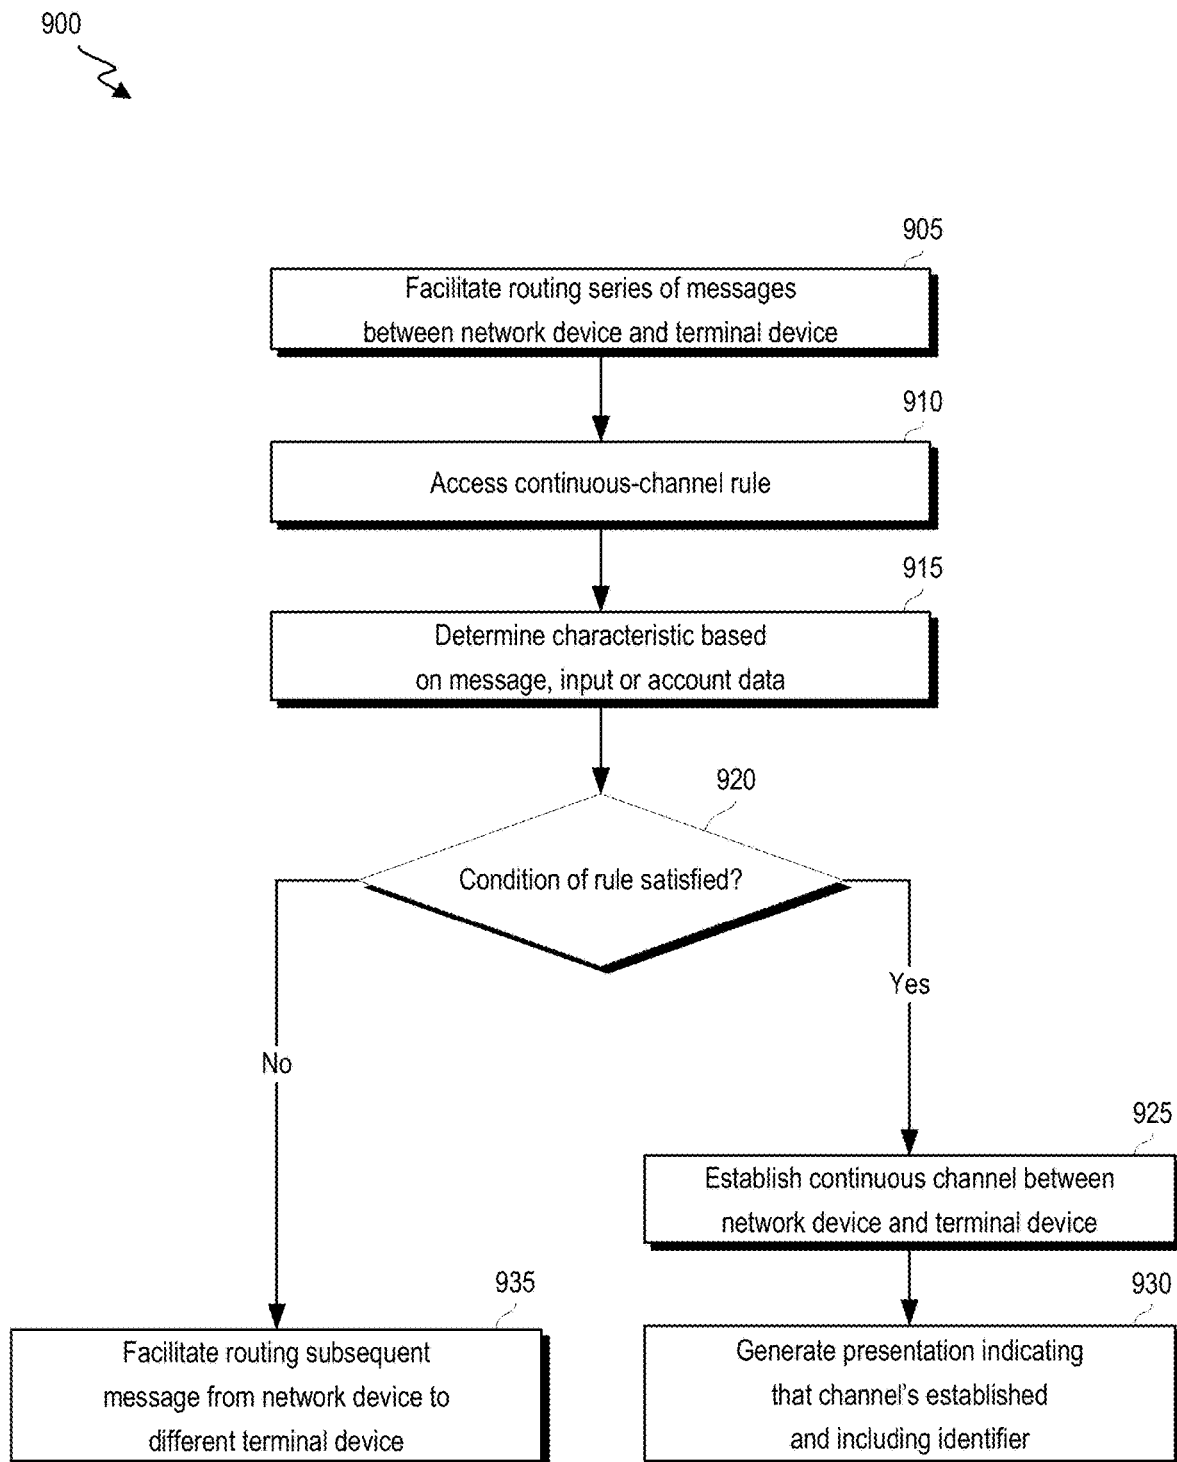 900
905
Facilitate routing series of messages
between network device and terminal device
910
Access continuous-channel rule
915
Determine characteristic based
on message, input or account data
920
Condition of rule satisfied?
Yes
No
925
Establish continuous channel between
network device and terminal device
930
Generate presentation indicating
that channel's established
and including identifier
935
Facilitate routing subsequent
message from network device to
different terminal device